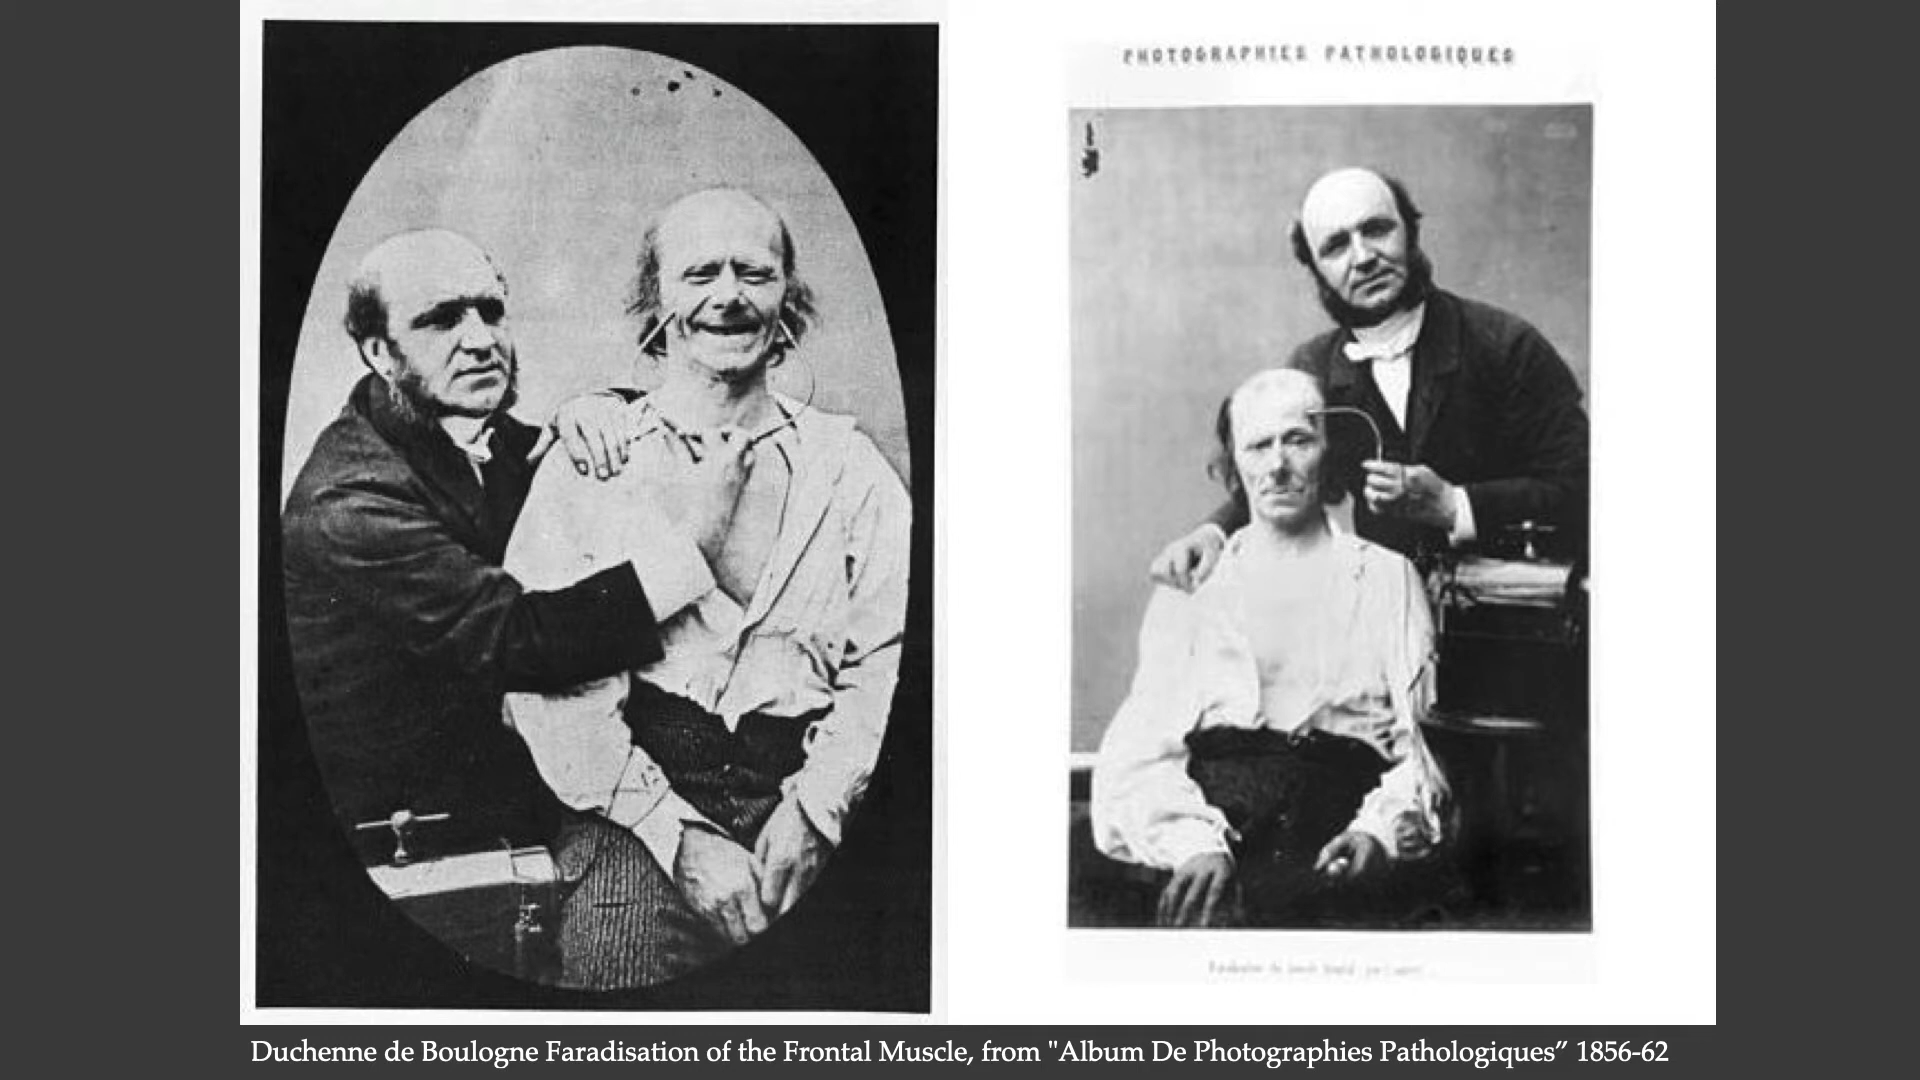 PHOTOGRAPHIES PATHOLOGIQUES
Duchenne de Boulogne Faradisation of the Frontal Muscle, from "Album De Photographies Pathologiques” 1856-62